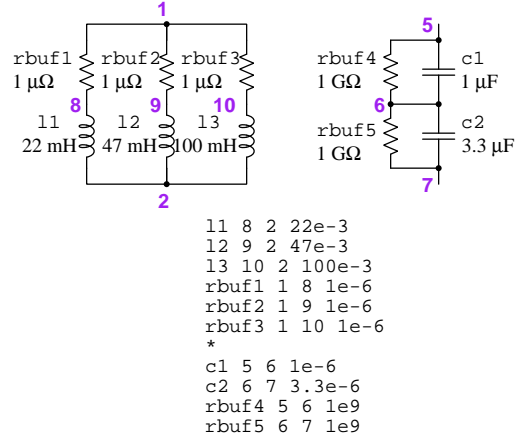 1
5
rbuf1 rbuf2 rbuf3
1 μΩ 1 μΩ 1 μΩ
rbuf4 c1
1 GΩ 1 μF
8 9 10
6
l1 l2 l3
22 mH 47 mH 100 mH
rbuf5 c2
1 GΩ 3.3 μF
2
7
l1 8 2 22e-3
l2 9 2 47e-3
l3 10 2 100e-3
rbuf1 1 8 1e-6
rbuf2 1 9 1e-6
rbuf3 1 10 1e-6
*
c1 5 6 1e-6
c2 6 7 3.3e-6
rbuf4 5 6 1e9
rbuf5 6 7 1e9